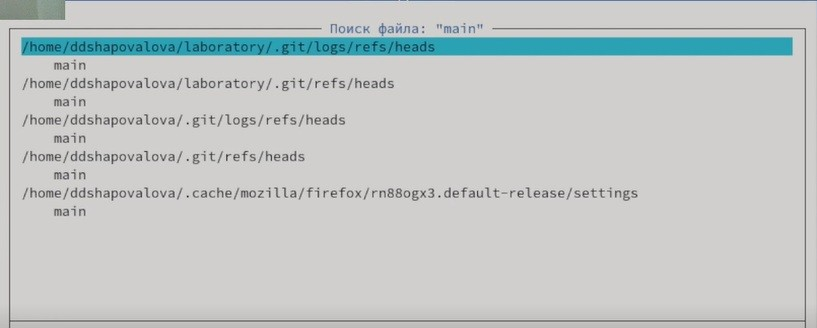 Поиск файла: "main"
/home/ddshapovalova/laboratory/.git/logs/refs/heads
main
/home/ddshapovalova/laboratory/.git/refs/heads
main
/home/ddshapovalova/.git/logs/refs/heads
main
/home/ddshapovalova/.git/refs/heads
main
/home/ddshapovalova/.cache/mozilla/firefox/rn88ogx3.default-release/settings
main